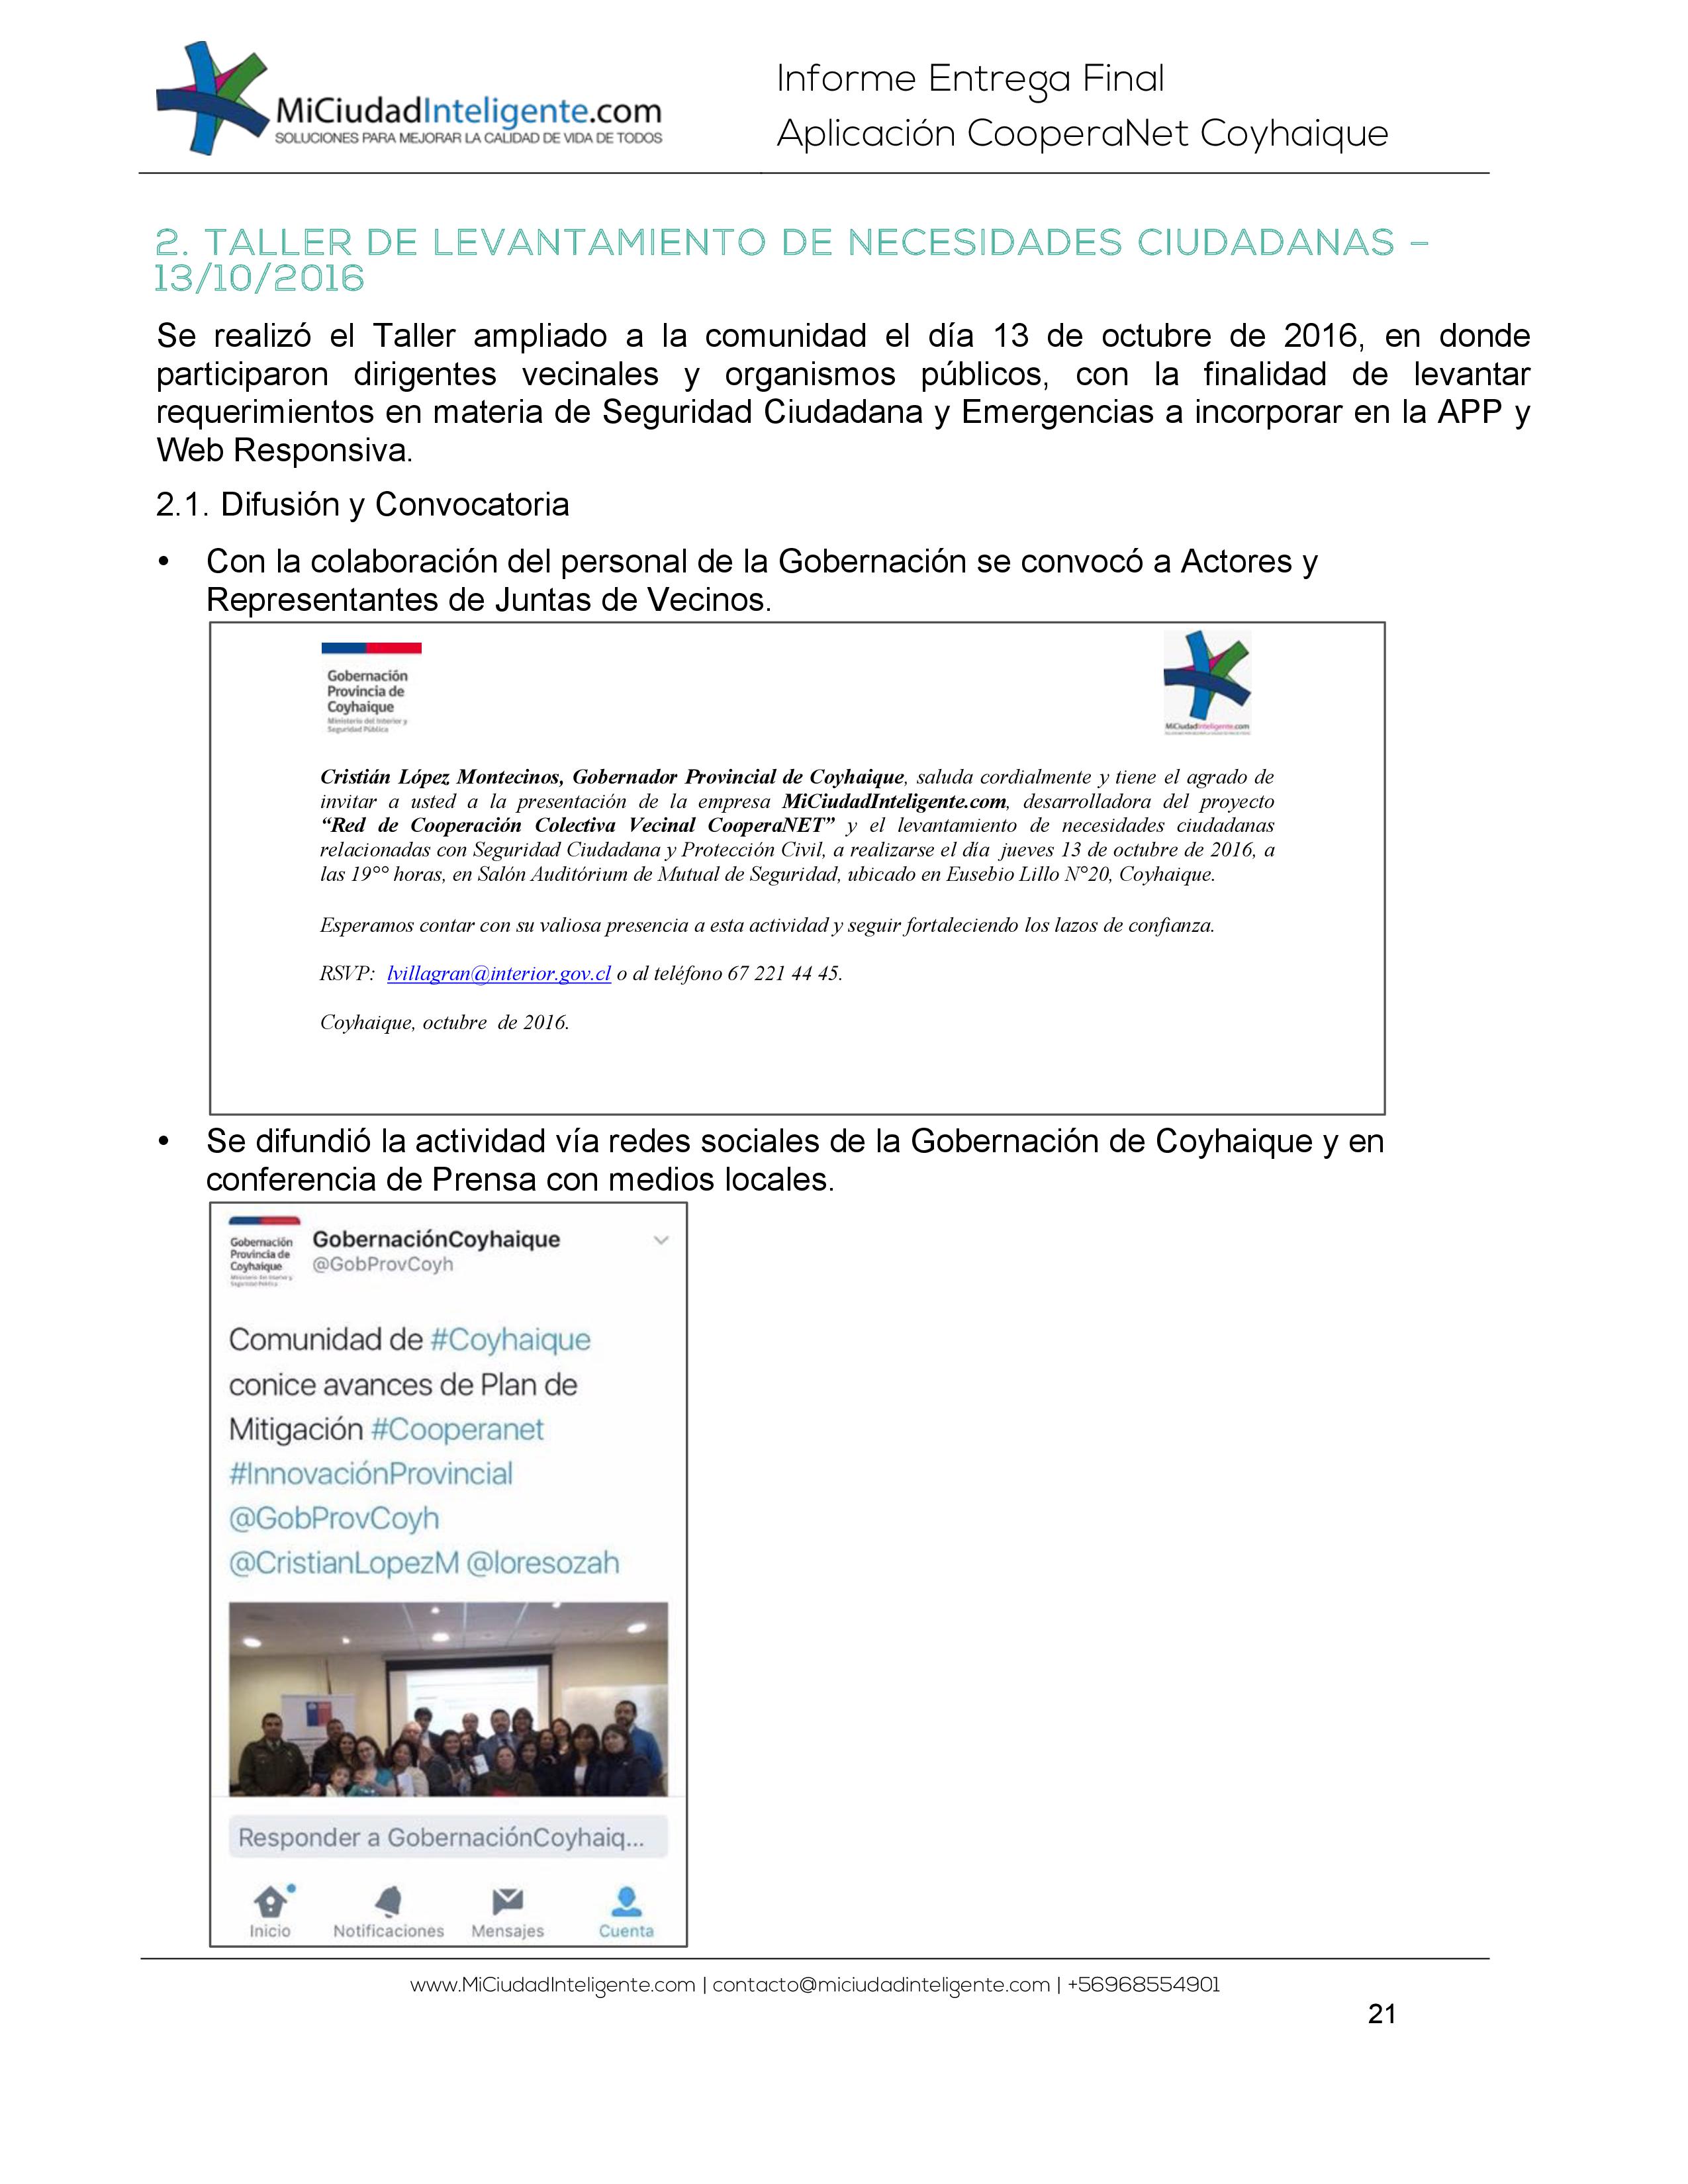 MiCiudadInteligente.com
SOLUCIONES PARA MEJORAR LA CALIDAD DE VIDA DE TODOS
Informe Entrega Final
Aplicación CooperaNet Coyhaique
2. TALLER DE LEVANTAMIENTO DE NECESIDADES CIUDADANAS –
13/10/2016
Se realizó el Taller ampliado a la comunidad el día 13 de octubre de 2016, en donde
participaron dirigentes vecinales y organismos públicos, con la finalidad de levantar
requerimientos en materia de Seguridad Ciudadana y Emergencias a incorporar en la APP y
Web Responsiva.
2.1. Difusión y Convocatoria
• Con la colaboración del personal de la Gobernación se convocó a Actores y
Representantes de Juntas de Vecinos.
Gobernación
Provincia de
Coyhaique
Ministerio del Interior y
Seguridad Pública
MiCiudadInteligente.com
Cristián López Montecinos, Gobernador Provincial de Coyhaique, saluda cordialmente y tiene el agrado de
invitar a usted a la presentación de la empresa MiCiudadInteligente.com, desarrolladora del proyecto
“Red de Cooperación Colectiva Vecinal CooperaNET” y el levantamiento de necesidades ciudadanas
relacionadas con Seguridad Ciudadana y Protección Civil, a realizarse el día jueves 13 de octubre de 2016, a
las 19°° horas, en Salón Auditórium de Mutual de Seguridad, ubicado en Eusebio Lillo N°20, Coyhaique.
Esperamos contar con su valiosa presencia a esta actividad y seguir fortaleciendo los lazos de confianza.
RSVP: lvillagran@interior.gov.cl o al teléfono 67 221 44 45.
Coyhaique, octubre de 2016.
• Se difundió la actividad vía redes sociales de la Gobernación de Coyhaique y en
conferencia de Prensa con medios locales.
Gobernación
Provincia de
Coyhaique
Ministerio del Interior y
Seguridad Pública
GobernaciónCoyhaique
@GobProvCoyh
Comunidad de #Coyhaique
conice avances de Plan de
Mitigación #Cooperanet
#InnovaciónProvincial
@GobProvCoyh
@CristianLopezM @loresozah
Responder a GobernaciónCoyhaiq...
Inicio Notificaciones Mensajes Cuenta
www.MiCiudadInteligente.com | contacto@miciudadinteligente.com | +56968554901
21